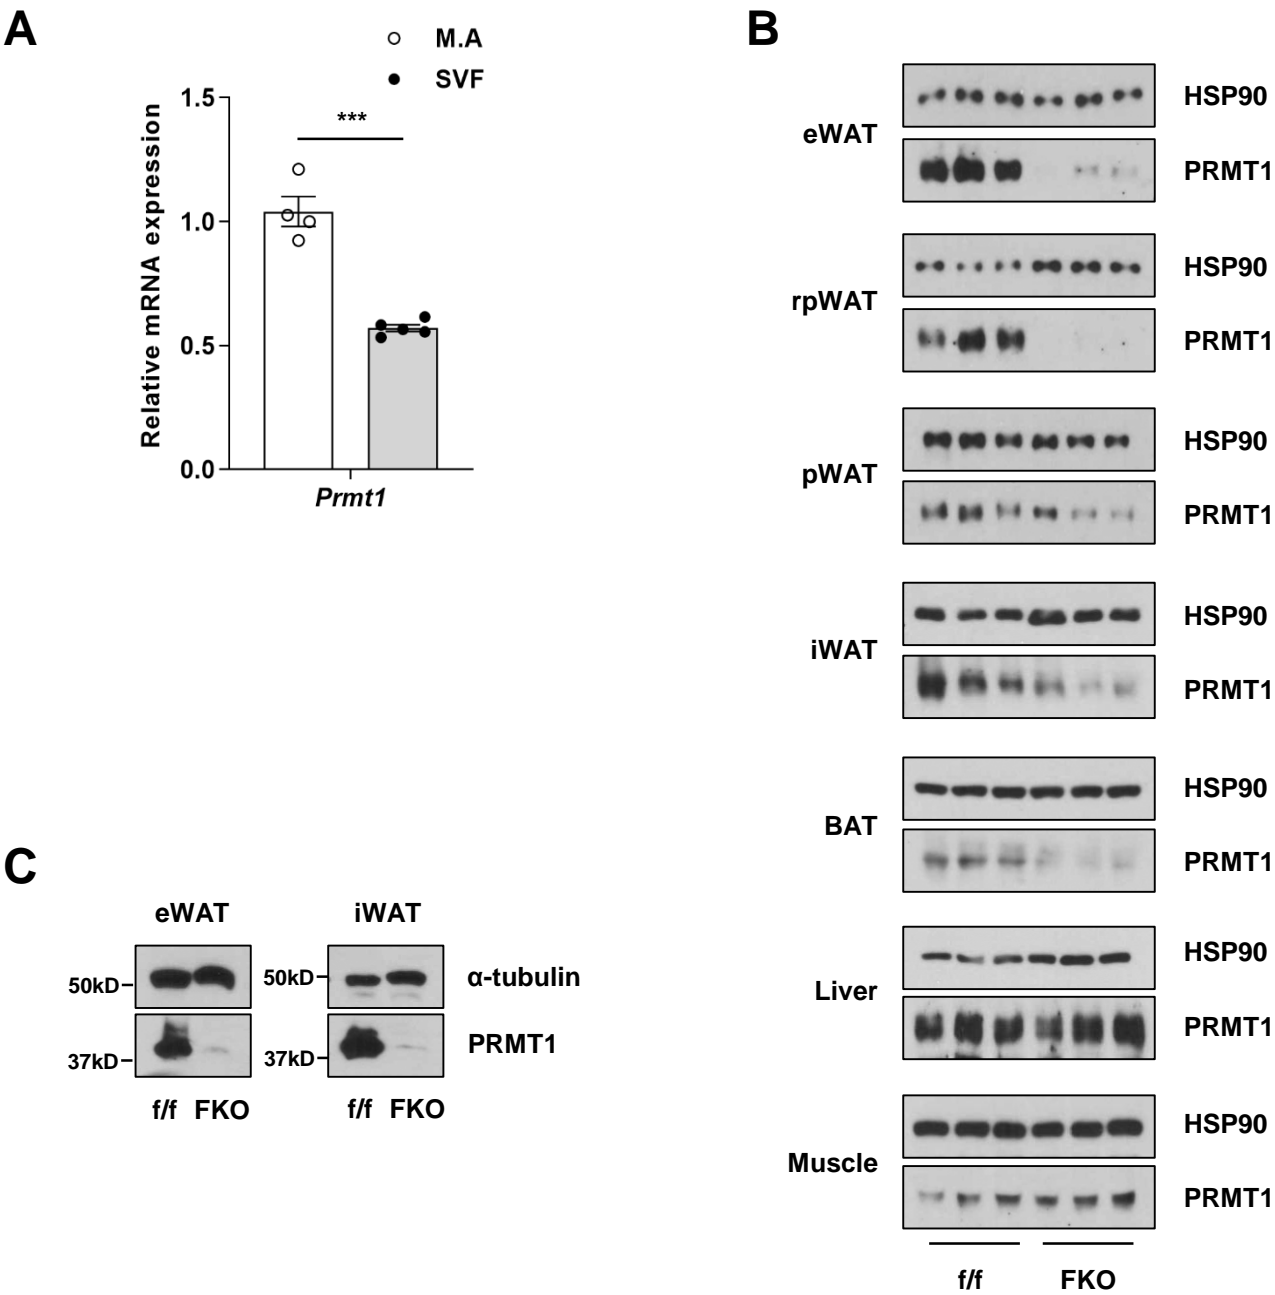 A
M.A
SVF
Relative mRNA expression
1.5
1.0
0.5
0.0
***
Prmt1
B
eWAT
HSP90
PRMT1
rpWAT
HSP90
PRMT1
pWAT
HSP90
PRMT1
iWAT
HSP90
PRMT1
BAT
HSP90
PRMT1
Liver
HSP90
PRMT1
Muscle
HSP90
PRMT1
f/f FKO
C
eWAT iWAT
50kD 50kD α-tubulin
37kD 37kD PRMT1
f/f FKO f/f FKO